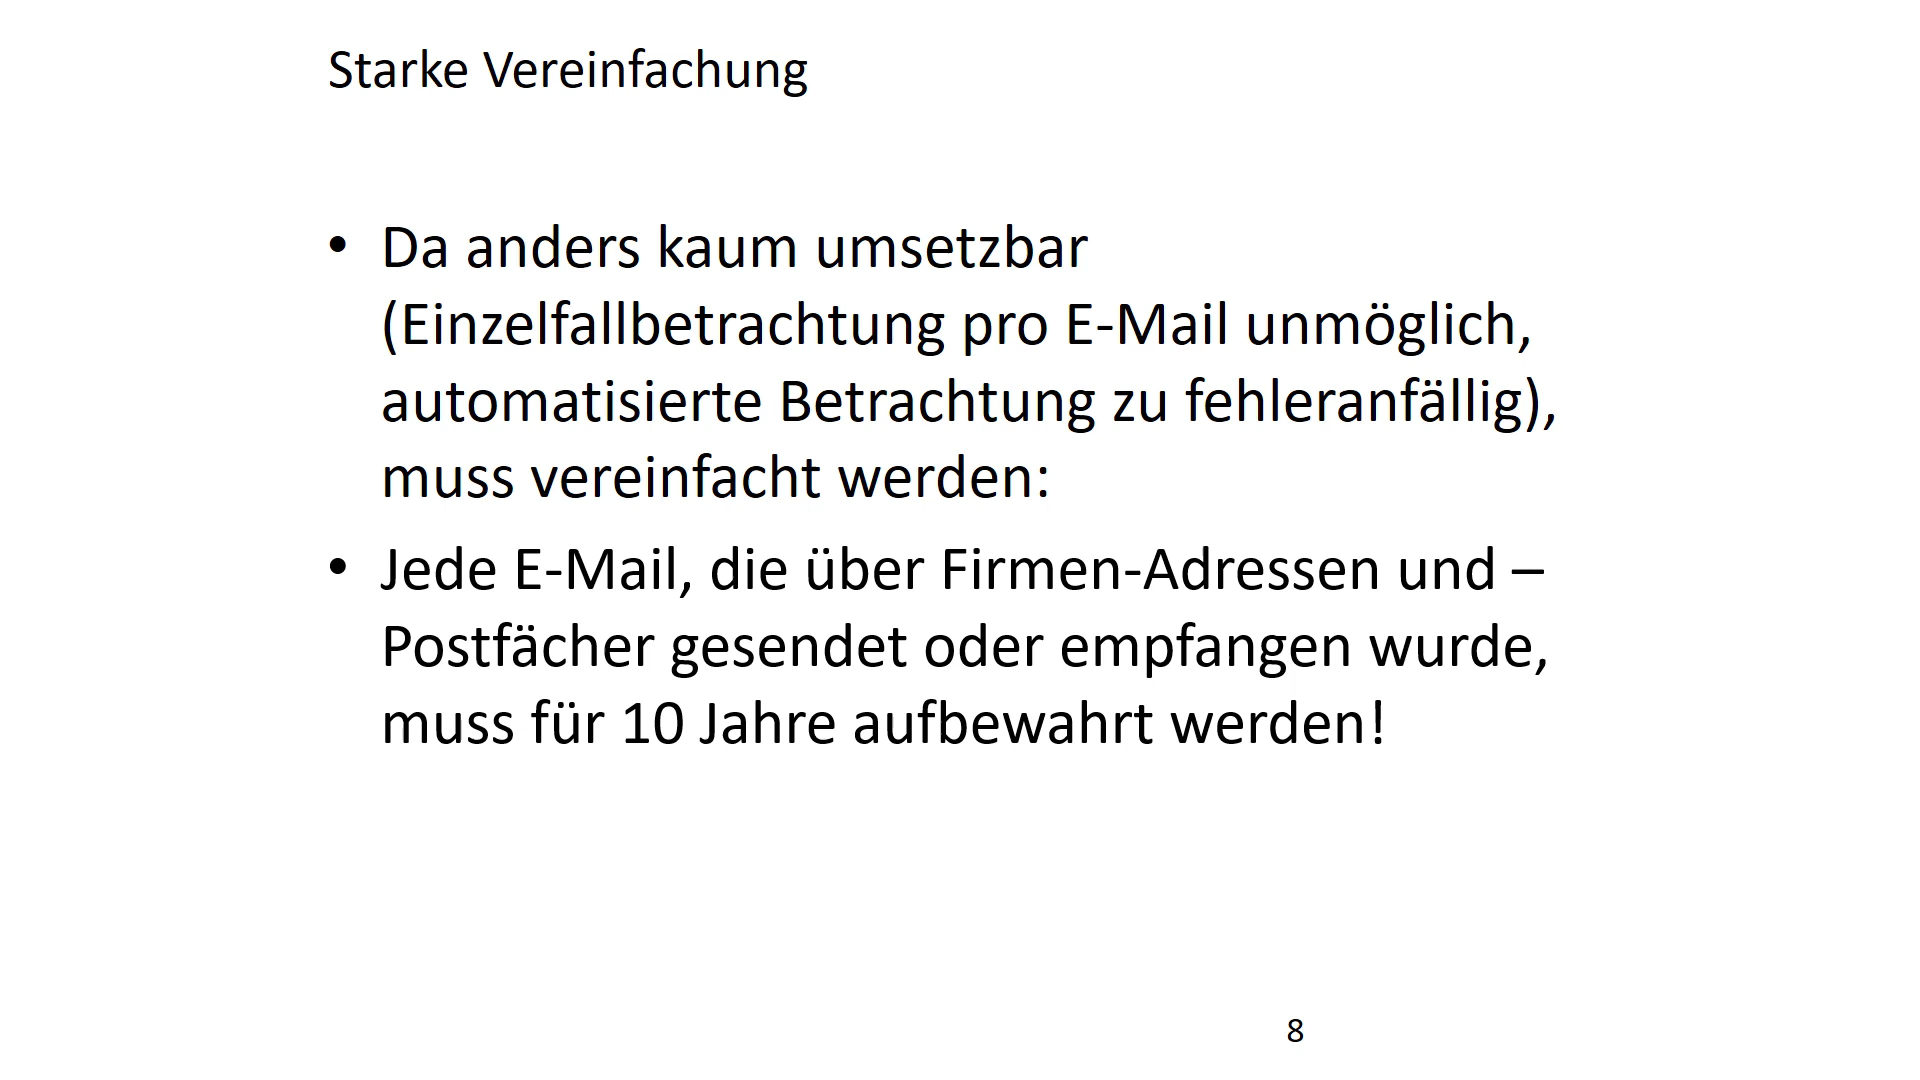 Starke Vereinfachung
• Da anders kaum umsetzbar
(Einzelfallbetrachtung pro E-Mail unmöglich,
automatisierte Betrachtung zu fehleranfällig),
muss vereinfacht werden:
• Jede E-Mail, die über Firmen-Adressen und –
Postfächer gesendet oder empfangen wurde,
muss für 10 Jahre aufbewahrt werden!
8